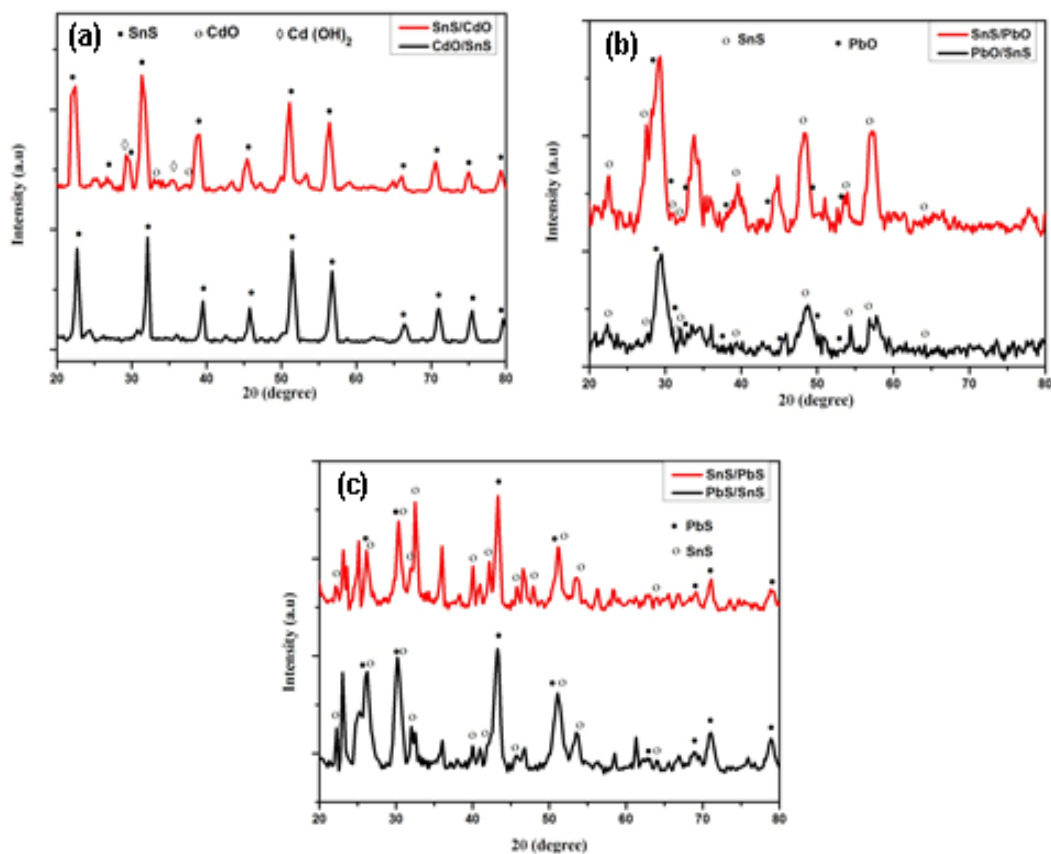 (a)
• SnS ○ CdO ◊ Cd (OH)₂
SnS/CdO
CdO/SnS
Intensity (a.u)
20 30 40 50 60 70 80
2θ (degree)
(b)
○ SnS • PbO
SnS/PbO
PbO/SnS
Intensity (a.u)
20 30 40 50 60 70 80
2θ (degree)
(c)
SnS/PbS
PbS/SnS
• PbS
○ SnS
Intensity (a.u)
20 30 40 50 60 70 80
2θ (degree)